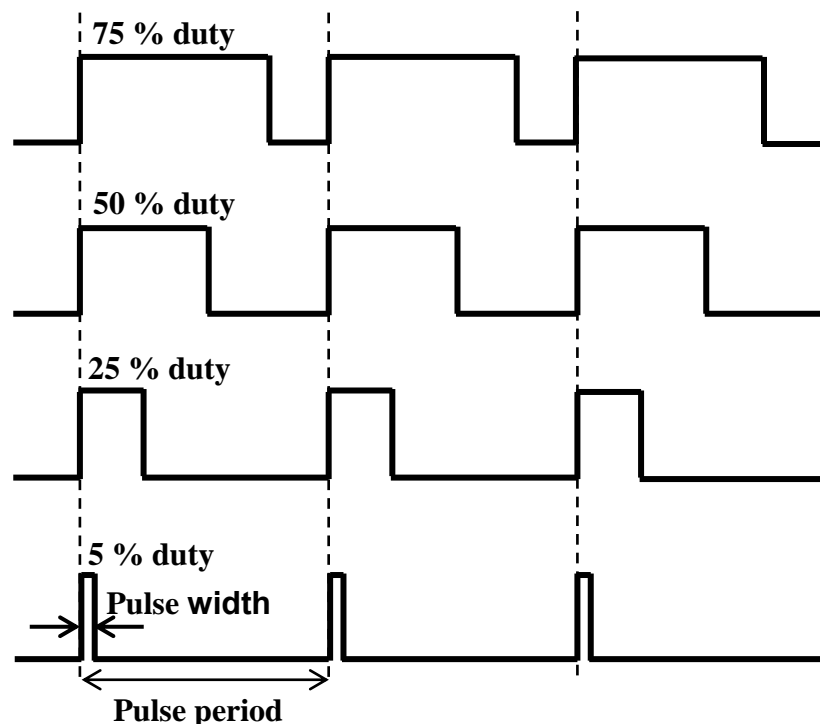 75 % duty
50 % duty
25 % duty
5 % duty
Pulse width
Pulse period